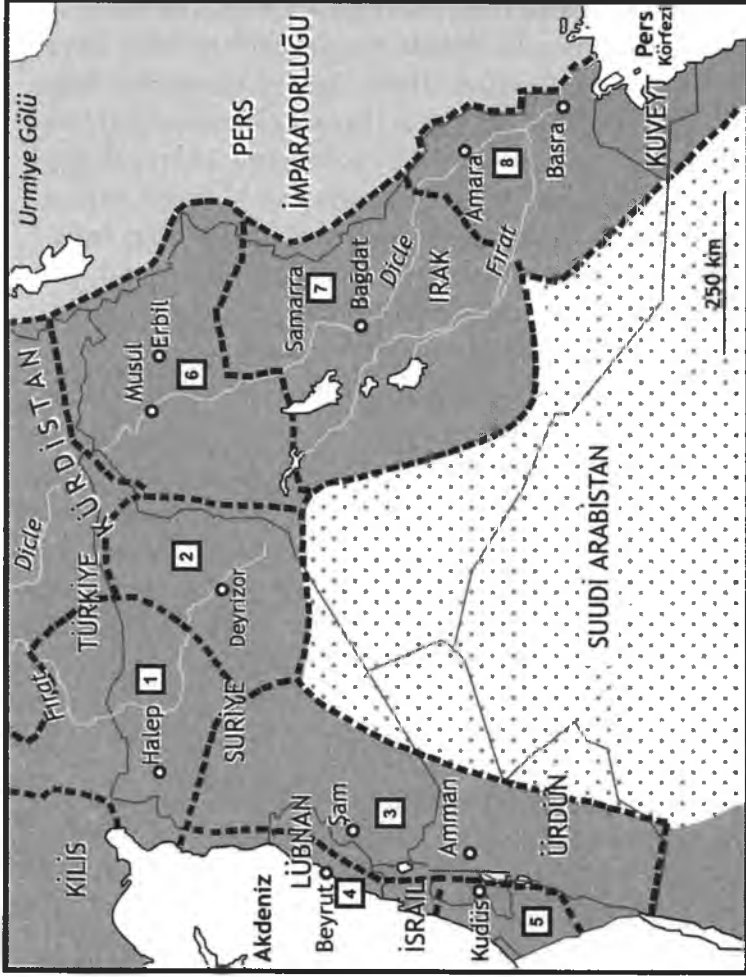 Urmiye Gölü
Dicle
KÜRDİSTAN
TÜRKİYE
Fırat
KİLİS
PERS
İMPARATORLUĞU
Musul
Erbil
6
2
Deyrizor
1
Halep
SURİYE
Samarra
7
Bagdat
Dicle
IRAK
Fırat
Amara
8
Basra
Pers
Körfezi
KUVEYT
Akdeniz
LÜBNAN
Beyrut
4
Şam
3
İSRAİL
Amman
Kudüs
5
ÜRDÜN
SUUDİ ARABİSTAN
250 km